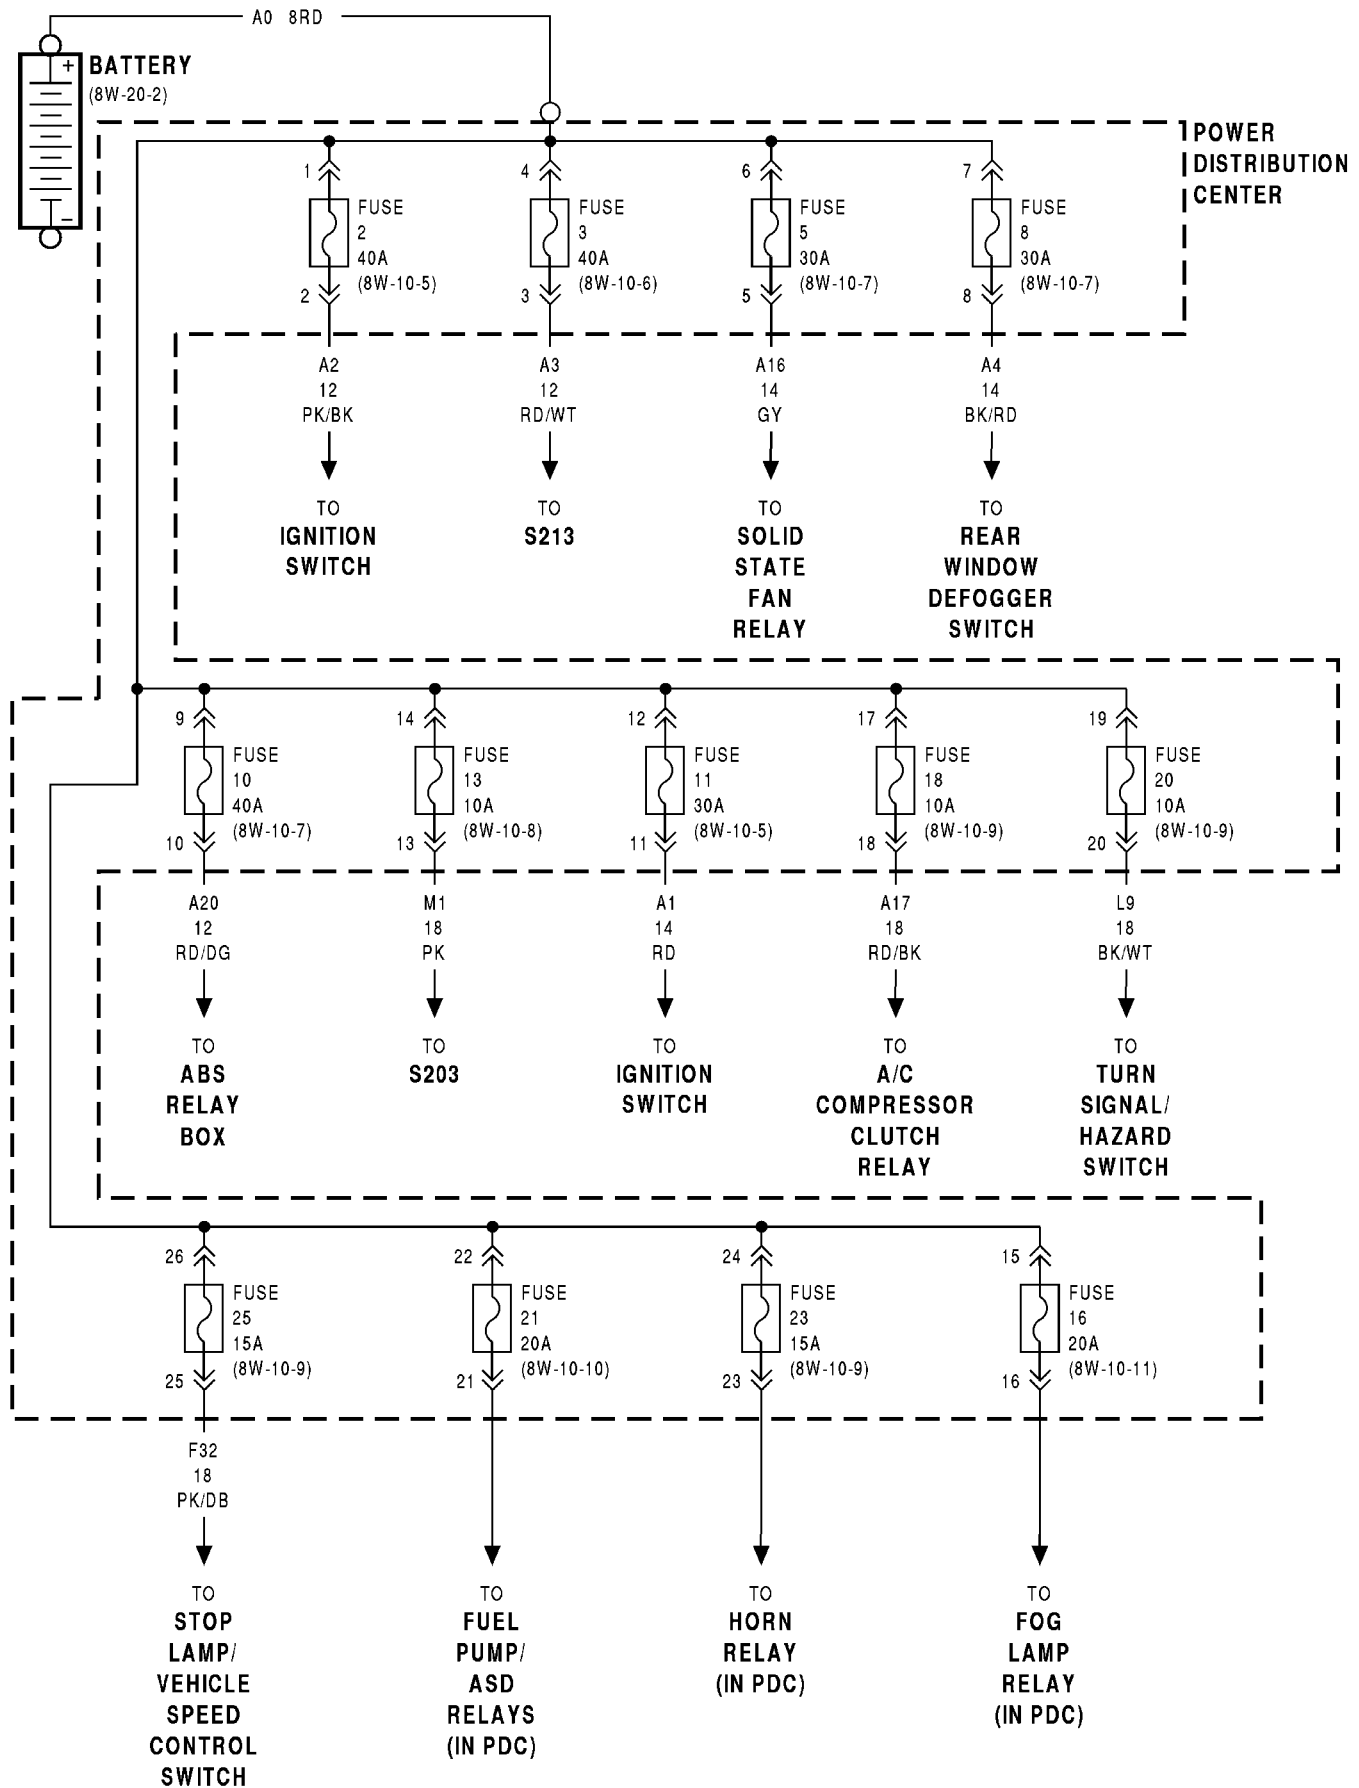 A0 8RD
+
BATTERY
(8W-20-2)
-
POWER
DISTRIBUTION
CENTER
1
FUSE
2
40A
(8W-10-5)
2
4
FUSE
3
40A
(8W-10-6)
3
6
FUSE
5
30A
(8W-10-7)
5
7
FUSE
8
30A
(8W-10-7)
8
A2
12
PK/BK
TO
IGNITION
SWITCH
A3
12
RD/WT
TO
S213
A16
14
GY
TO
SOLID
STATE
FAN
RELAY
A4
14
BK/RD
TO
REAR
WINDOW
DEFOGGER
SWITCH
9
FUSE
10
40A
(8W-10-7)
10
14
FUSE
13
10A
(8W-10-8)
13
12
FUSE
11
30A
(8W-10-5)
11
17
FUSE
18
10A
(8W-10-9)
18
19
FUSE
20
10A
(8W-10-9)
20
A20
12
RD/DG
TO
ABS
RELAY
BOX
M1
18
PK
TO
S203
A1
14
RD
TO
IGNITION
SWITCH
A17
18
RD/BK
TO
A/C
COMPRESSOR
CLUTCH
RELAY
L9
18
BK/WT
TO
TURN
SIGNAL/
HAZARD
SWITCH
26
FUSE
25
15A
(8W-10-9)
25
22
FUSE
21
20A
(8W-10-10)
21
24
FUSE
23
15A
(8W-10-9)
23
15
FUSE
16
20A
(8W-10-11)
16
F32
18
PK/DB
TO
STOP
LAMP/
VEHICLE
SPEED
CONTROL
SWITCH
TO
FUEL
PUMP/
ASD
RELAYS
(IN PDC)
TO
HORN
RELAY
(IN PDC)
TO
FOG
LAMP
RELAY
(IN PDC)